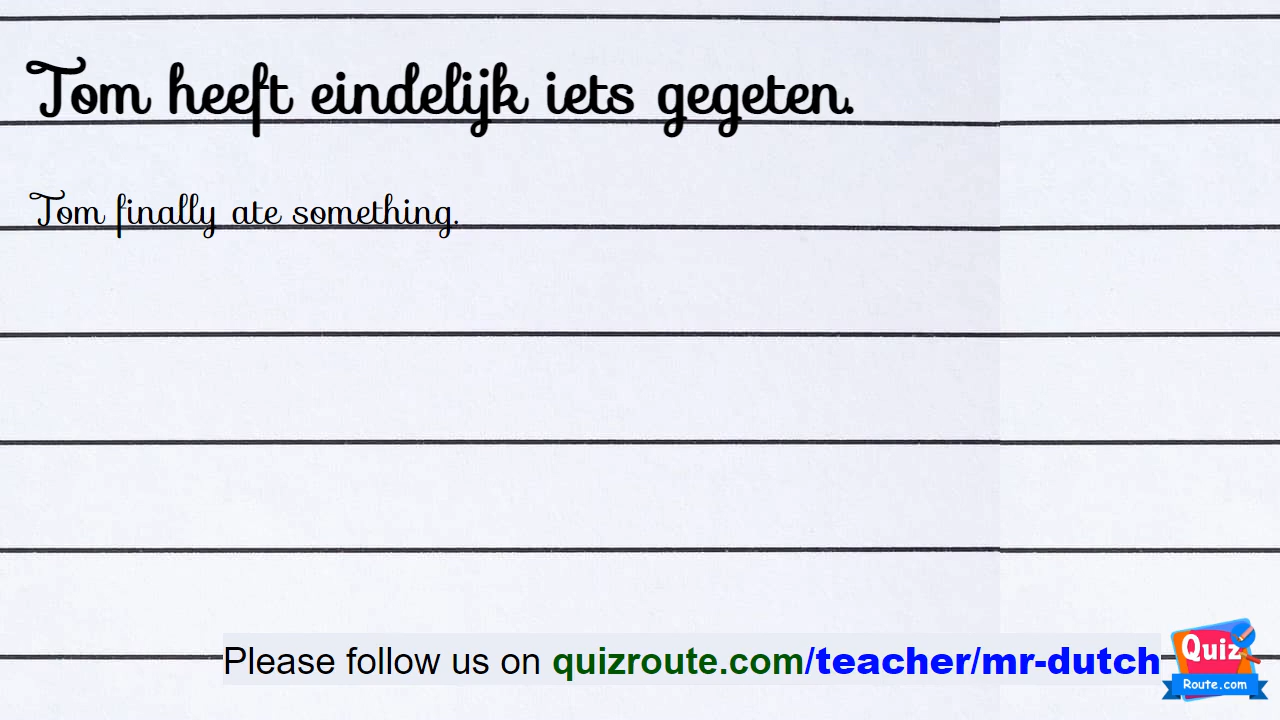 Tom heeft eindelijk iets gegeten.
Tom finally ate something.
Please follow us on quizroute.com/teacher/mr-dutch
Quiz
Route.com